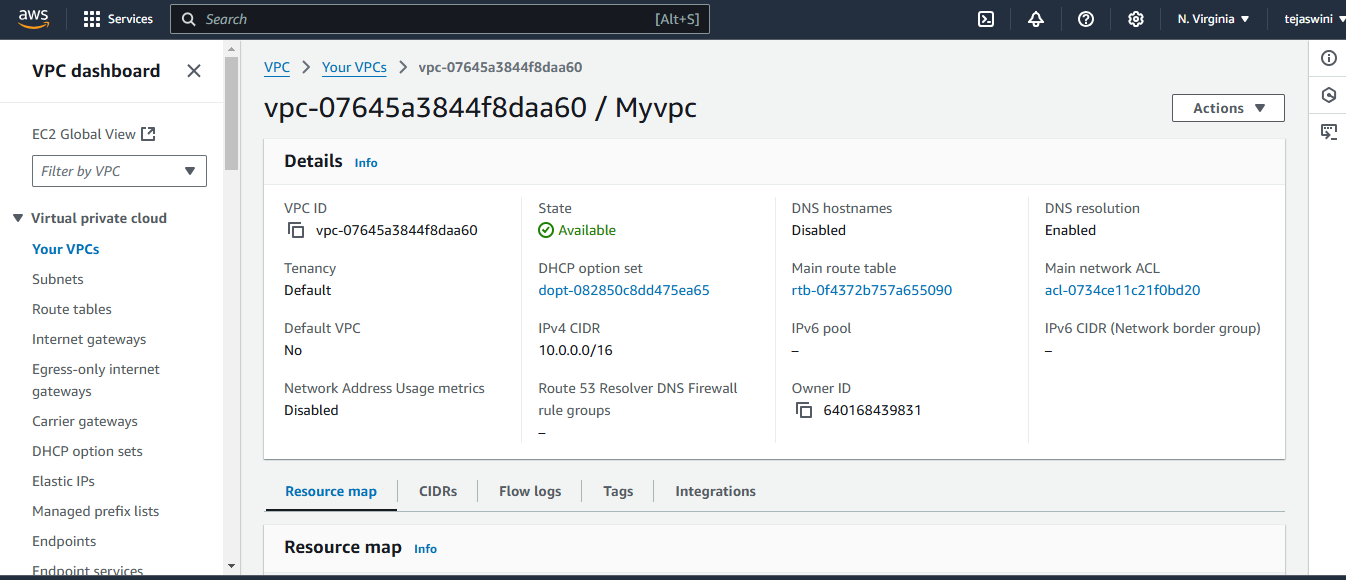 aws
Services
Search
[Alt+S]
N. Virginia
tejaswini
VPC dashboard
EC2 Global View
Filter by VPC
Virtual private cloud
Your VPCs
Subnets
Route tables
Internet gateways
Egress-only internet
gateways
Carrier gateways
DHCP option sets
Elastic IPs
Managed prefix lists
Endpoints
Endpoint services
VPC > Your VPCs > vpc-07645a3844f8daa60
vpc-07645a3844f8daa60 / Myvpc
Actions
Details Info
VPC ID
vpc-07645a3844f8daa60
State
Available
DNS hostnames
Disabled
DNS resolution
Enabled
Tenancy
Default
DHCP option set
dopt-082850c8dd475ea65
Main route table
rtb-0f4372b757a655090
Main network ACL
acl-0734ce11c21f0bd20
Default VPC
No
IPv4 CIDR
10.0.0.0/16
IPv6 pool
–
IPv6 CIDR (Network border group)
–
Network Address Usage metrics
Disabled
Route 53 Resolver DNS Firewall
rule groups
–
Owner ID
640168439831
Resource map
CIDRs
Flow logs
Tags
Integrations
Resource map Info